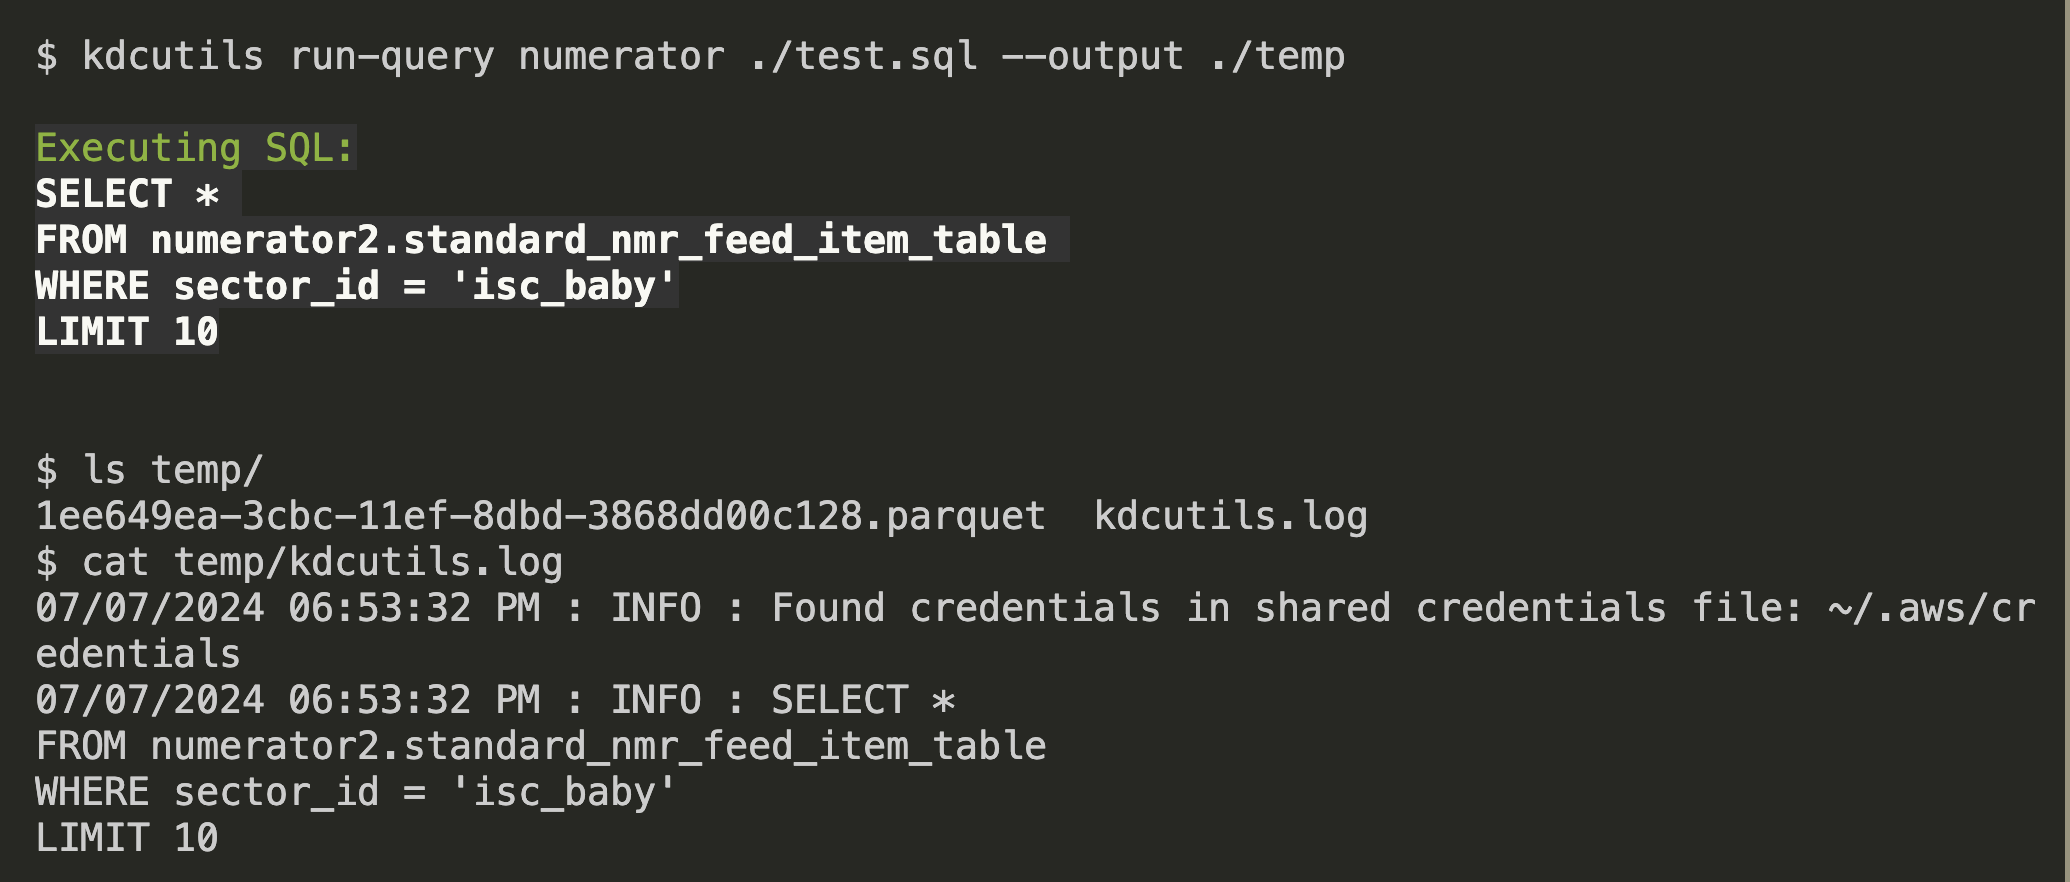 $ kdcutils run-query numerator ./test.sql --output ./temp
Executing SQL:
SELECT *
FROM numerator2.standard_nmr_feed_item_table
WHERE sector_id = 'isc_baby'
LIMIT 10
$ ls temp/
1ee649ea-3cbc-11ef-8dbd-3868dd00c128.parquet  kdcutils.log
$ cat temp/kdcutils.log
07/07/2024 06:53:32 PM : INFO : Found credentials in shared credentials file: ~/.aws/cr
edentials
07/07/2024 06:53:32 PM : INFO : SELECT *
FROM numerator2.standard_nmr_feed_item_table
WHERE sector_id = 'isc_baby'
LIMIT 10